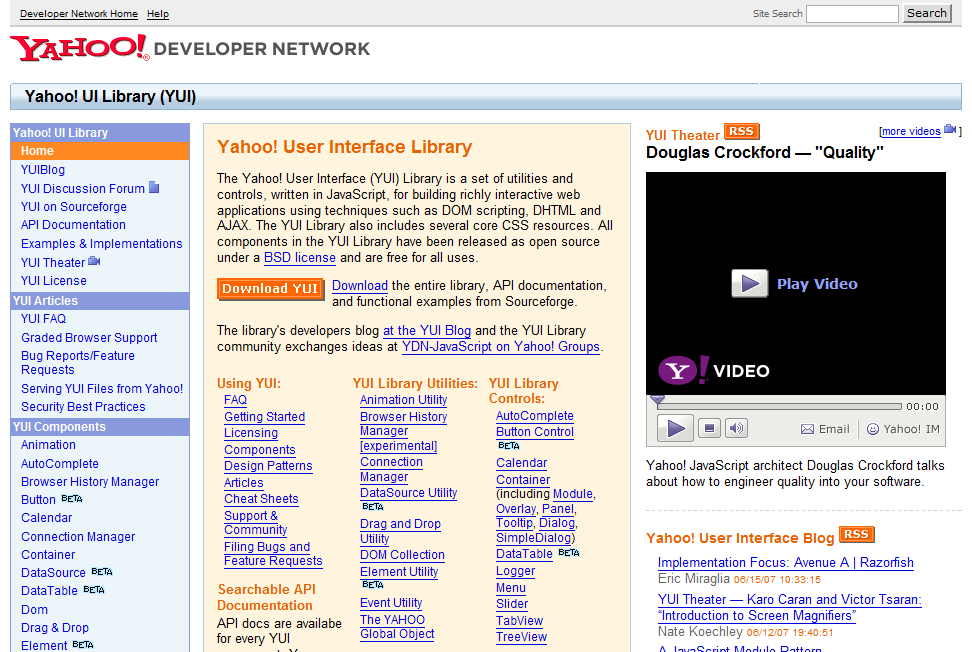 Developer Network Home Help
Site Search Search
YAHOO!® DEVELOPER NETWORK
Yahoo! UI Library (YUI)
Yahoo! UI Library
Home
YUIBlog
YUI Discussion Forum
YUI on Sourceforge
API Documentation
Examples & Implementations
YUI Theater
YUI License
YUI Articles
YUI FAQ
Graded Browser Support
Bug Reports/Feature
Requests
Serving YUI Files from Yahoo!
Security Best Practices
YUI Components
Animation
AutoComplete
Browser History Manager
Button BETA
Calendar
Connection Manager
Container
DataSource BETA
DataTable BETA
Dom
Drag & Drop
Element BETA
Yahoo! User Interface Library
The Yahoo! User Interface (YUI) Library is a set of utilities and
controls, written in JavaScript, for building richly interactive web
applications using techniques such as DOM scripting, DHTML and
AJAX. The YUI Library also includes several core CSS resources. All
components in the YUI Library have been released as open source
under a BSD license and are free for all uses.
Download YUI
Download the entire library, API documentation,
and functional examples from Sourceforge.
The library's developers blog at the YUI Blog and the YUI Library
community exchanges ideas at YDN-JavaScript on Yahoo! Groups.
Using YUI:
FAQ
Getting Started
Licensing
Components
Design Patterns
Articles
Cheat Sheets
Support &
Community
Filing Bugs and
Feature Requests
Searchable API
Documentation
API docs are availabe
for every YUI
YUI Library Utilities:
Animation Utility
Browser History
Manager
[experimental]
Connection
Manager
DataSource Utility
BETA
Drag and Drop
Utility
DOM Collection
Element Utility
BETA
Event Utility
The YAHOO
Global Object
YUI Library
Controls:
AutoComplete
Button Control
BETA
Calendar
Container
(including Module,
Overlay, Panel,
Tooltip, Dialog,
SimpleDialog)
DataTable BETA
Logger
Menu
Slider
TabView
TreeView
YUI Theater RSS [more videos ]
Douglas Crockford — "Quality"
Play Video
Y! VIDEO
00:00
Email Yahoo! IM
Yahoo! JavaScript architect Douglas Crockford talks
about how to engineer quality into your software.
Yahoo! User Interface Blog RSS
Implementation Focus: Avenue A | Razorfish
Eric Miraglia 06/15/07 10:33:15
YUI Theater — Karo Caran and Victor Tsaran:
“Introduction to Screen Magnifiers”
Nate Koechley 06/12/07 19:40:51
A JavaScript Module Pattern